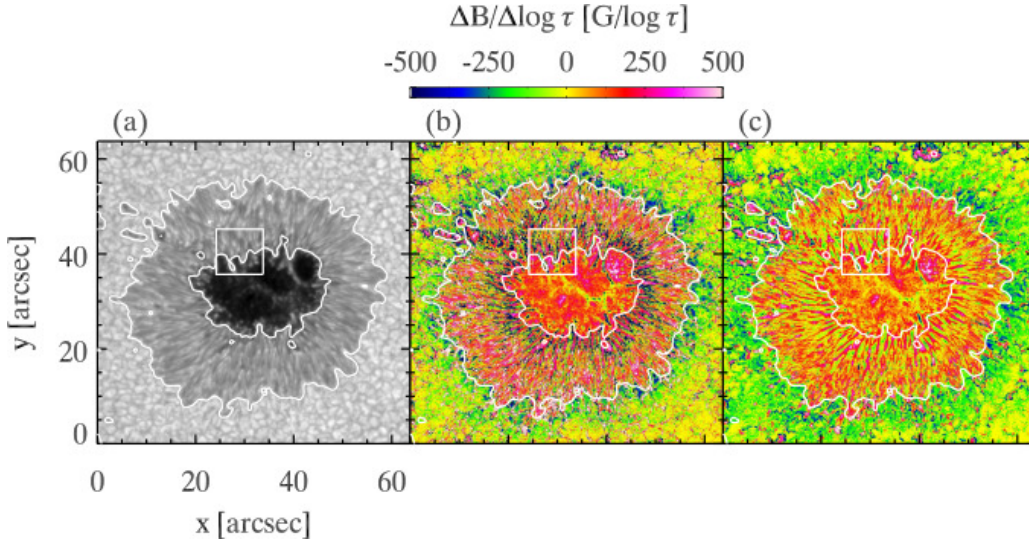 ΔB/Δlog τ [G/log τ]
-500 -250 0 250 500
(a) (b) (c)
60
40
20
0
y [arcsec]
0 20 40 60
x [arcsec]